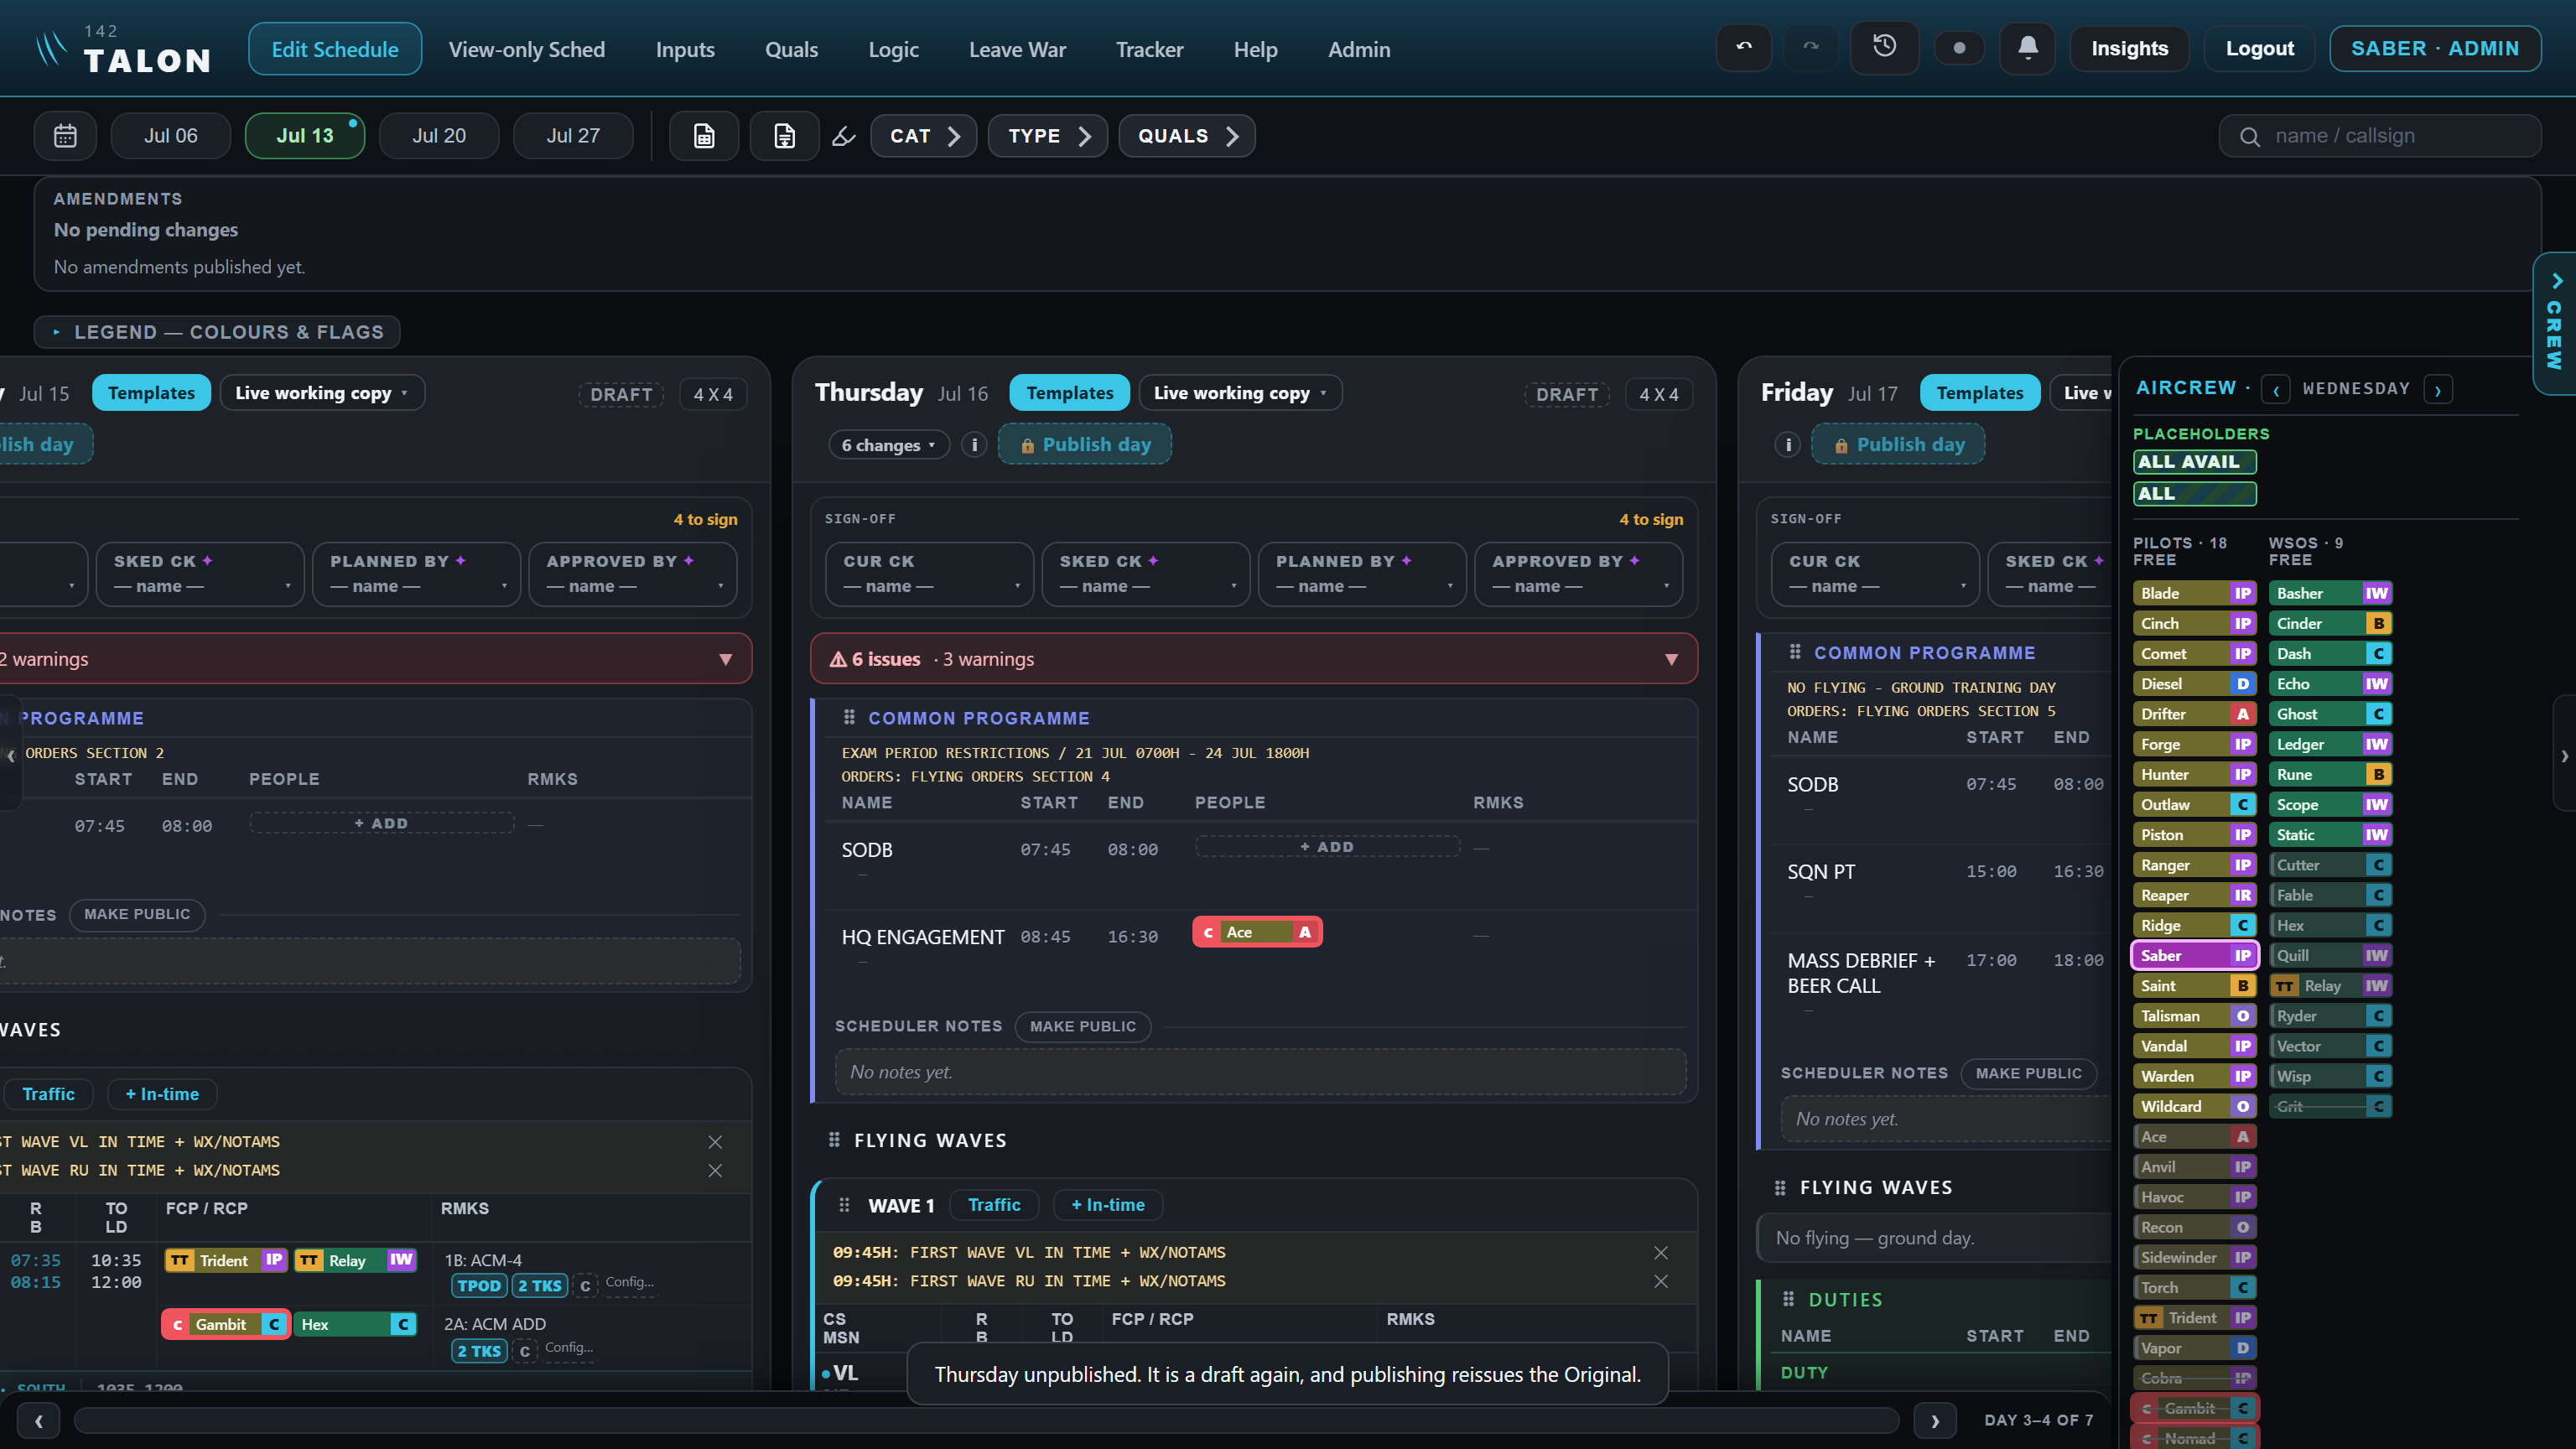 142
TALON
Edit Schedule
View-only Sched
Inputs
Quals
Logic
Leave War
Tracker
Help
Admin
Insights
Logout
SABER · ADMIN
Jul 06
Jul 13
Jul 20
Jul 27
CAT
TYPE
QUALS
name / callsign
AMENDMENTS
No pending changes
No amendments published yet.
LEGEND — COLOURS & FLAGS
CREW
Jul 15
Templates
Live working copy
DRAFT
4 X 4
lish day
4 to sign
SKED CK
— name —
PLANNED BY
— name —
APPROVED BY
— name —
2 warnings
PROGRAMME
ORDERS SECTION 2
START END PEOPLE RMKS
07:45 08:00 + ADD —
NOTES MAKE PUBLIC
WAVES
Traffic
+ In-time
ST WAVE VL IN TIME + WX/NOTAMS
ST WAVE RU IN TIME + WX/NOTAMS
R
B
TO
LD
FCP / RCP
RMKS
07:35
08:15
10:35
12:00
TT Trident IP
TT Relay IW
1B: ACM-4
TPOD 2 TKS C Config...
C Gambit C
Hex C
2A: ACM ADD
2 TKS C Config...
SOUTH 1035-1200
Thursday Jul 16
Templates
Live working copy
DRAFT
4 X 4
6 changes
i
Publish day
SIGN-OFF
4 to sign
CUR CK
— name —
SKED CK
— name —
PLANNED BY
— name —
APPROVED BY
— name —
6 issues · 3 warnings
COMMON PROGRAMME
EXAM PERIOD RESTRICTIONS / 21 JUL 0700H - 24 JUL 1800H
ORDERS: FLYING ORDERS SECTION 4
NAME START END PEOPLE RMKS
SODB 07:45 08:00 + ADD —
—
HQ ENGAGEMENT 08:45 16:30 C Ace A —
—
SCHEDULER NOTES MAKE PUBLIC
No notes yet.
FLYING WAVES
WAVE 1
Traffic
+ In-time
09:45H: FIRST WAVE VL IN TIME + WX/NOTAMS
09:45H: FIRST WAVE RU IN TIME + WX/NOTAMS
CS
MSN
R
B
TO
LD
FCP / RCP
RMKS
VL
Thursday unpublished. It is a draft again, and publishing reissues the Original.
Friday Jul 17
Templates
Live w
i
Publish day
SIGN-OFF
CUR CK
— name —
SKED CK
— name —
COMMON PROGRAMME
NO FLYING - GROUND TRAINING DAY
ORDERS: FLYING ORDERS SECTION 5
NAME START END
SODB 07:45 08:00
—
SQN PT 15:00 16:30
—
MASS DEBRIEF + 17:00 18:00
BEER CALL
—
SCHEDULER NOTES MAKE PUBLIC
No notes yet.
FLYING WAVES
No flying — ground day.
DUTIES
NAME START END
DUTY
DAY 3–4 OF 7
AIRCREW · WEDNESDAY
PLACEHOLDERS
ALL AVAIL
ALL
PILOTS · 18
FREE
Blade IP
Cinch IP
Comet IP
Diesel D
Drifter A
Forge IP
Hunter IP
Outlaw C
Piston IP
Ranger IP
Reaper IR
Ridge C
Saber IP
Saint B
Talisman O
Vandal IP
Warden IP
Wildcard O
Ace A
Anvil IP
Havoc IP
Recon O
Sidewinder IP
Torch C
TT Trident IP
Vapor D
Cobra IP
C Gambit C
C Nomad C
WSOS · 9
FREE
Basher IW
Cinder B
Dash C
Echo IW
Ghost C
Ledger IW
Rune B
Scope IW
Static IW
Cutter C
Fable C
Hex C
Quill IW
TT Relay IW
Ryder C
Vector C
Wisp C
Grit C